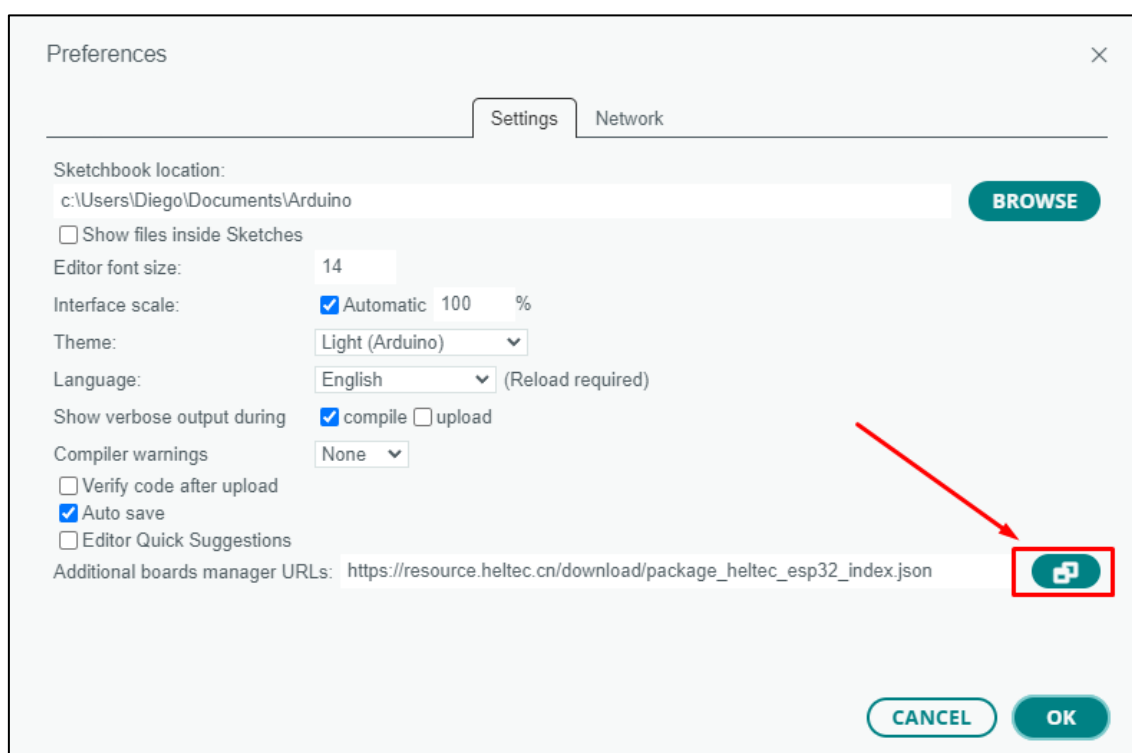 Preferences
Settings Network
Sketchbook location:
c:\Users\Diego\Documents\Arduino BROWSE
Show files inside Sketches
Editor font size: 14
Interface scale: Automatic 100 %
Theme: Light (Arduino)
Language: English (Reload required)
Show verbose output during compile upload
Compiler warnings None
Verify code after upload
Auto save
Editor Quick Suggestions
Additional boards manager URLs: https://resource.heltec.cn/download/package_heltec_esp32_index.json
CANCEL OK